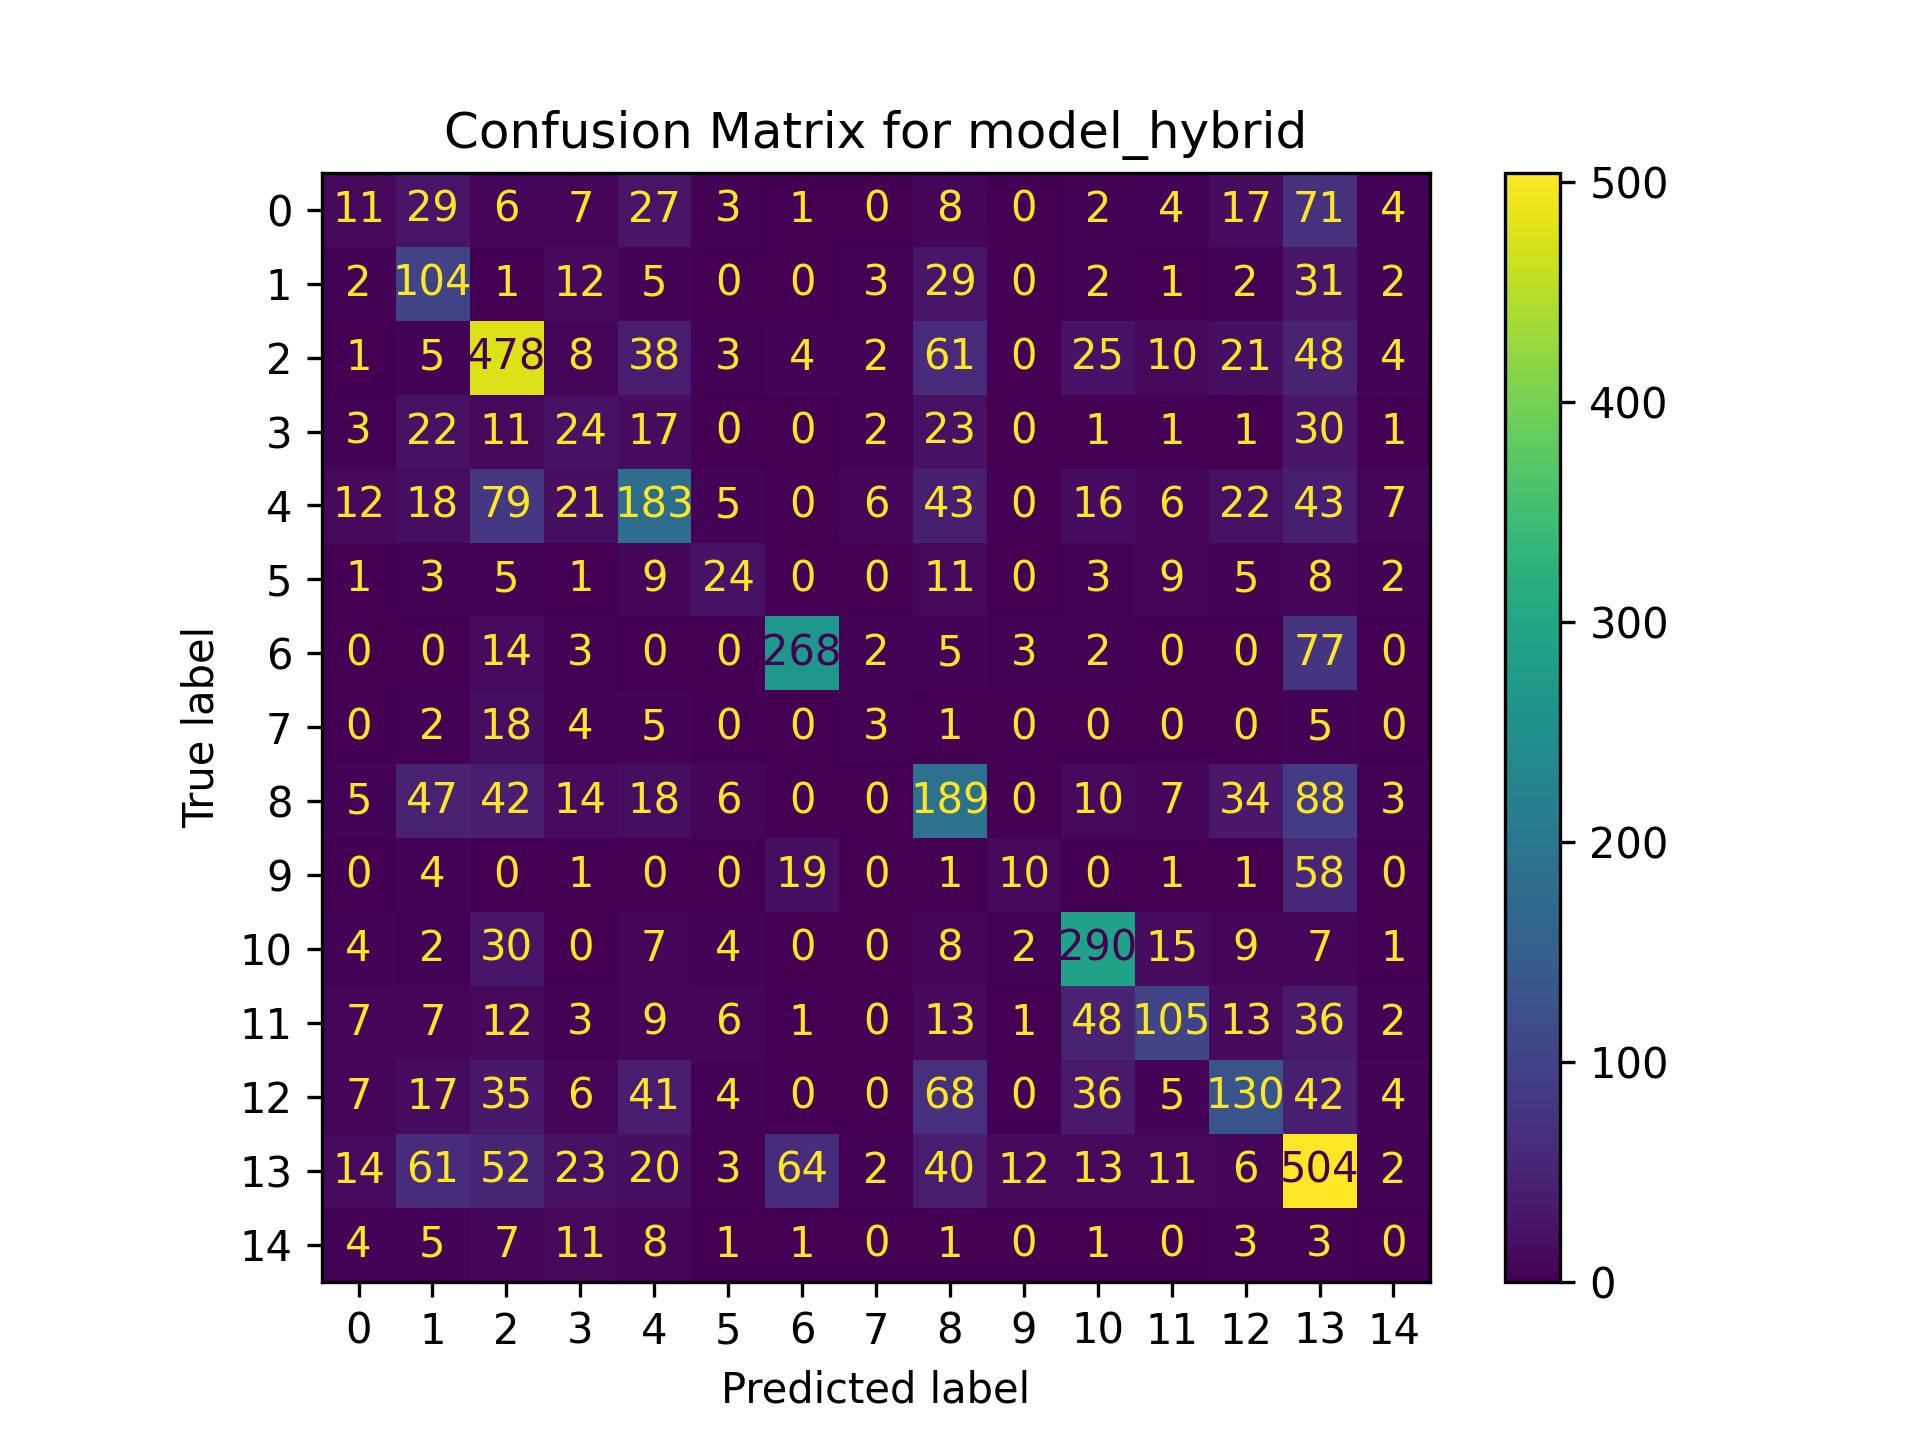 Confusion Matrix for model_hybrid
0 11 29 6 7 27 3 1 0 8 0 2 4 17 71 4
1 2 104 1 12 5 0 0 3 29 0 2 1 2 31 2
2 1 5 478 8 38 3 4 2 61 0 25 10 21 48 4
3 3 22 11 24 17 0 0 2 23 0 1 1 1 30 1
4 12 18 79 21 183 5 0 6 43 0 16 6 22 43 7
5 1 3 5 1 9 24 0 0 11 0 3 9 5 8 2
6 0 0 14 3 0 0 268 2 5 3 2 0 0 77 0
7 0 2 18 4 5 0 0 3 1 0 0 0 0 5 0
8 5 47 42 14 18 6 0 0 189 0 10 7 34 88 3
9 0 4 0 1 0 0 19 0 1 10 0 1 1 58 0
10 4 2 30 0 7 4 0 0 8 2 290 15 9 7 1
11 7 7 12 3 9 6 1 0 13 1 48 105 13 36 2
12 7 17 35 6 41 4 0 0 68 0 36 5 130 42 4
13 14 61 52 23 20 3 64 2 40 12 13 11 6 504 2
14 4 5 7 11 8 1 1 0 1 0 1 0 3 3 0
0 1 2 3 4 5 6 7 8 9 10 11 12 13 14
Predicted label
True label
500
400
300
200
100
0